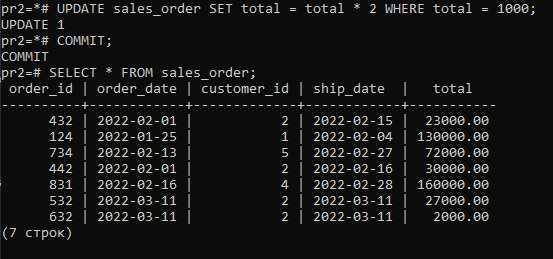 pr2=*# UPDATE sales_order SET total = total * 2 WHERE total = 1000;
UPDATE 1
pr2=*# COMMIT;
COMMIT
pr2=# SELECT * FROM sales_order;
 order_id | order_date | customer_id | ship_date  |   total
----------+------------+-------------+------------+-----------
      432 | 2022-02-01 |           2 | 2022-02-15 |  23000.00
      124 | 2022-01-25 |           1 | 2022-02-04 | 130000.00
      734 | 2022-02-13 |           5 | 2022-02-27 |  72000.00
      442 | 2022-02-01 |           2 | 2022-02-16 |  30000.00
      831 | 2022-02-16 |           4 | 2022-02-28 | 160000.00
      532 | 2022-03-11 |           2 | 2022-03-11 |  27000.00
      632 | 2022-03-11 |           2 | 2022-03-11 |   2000.00
(7 строк)